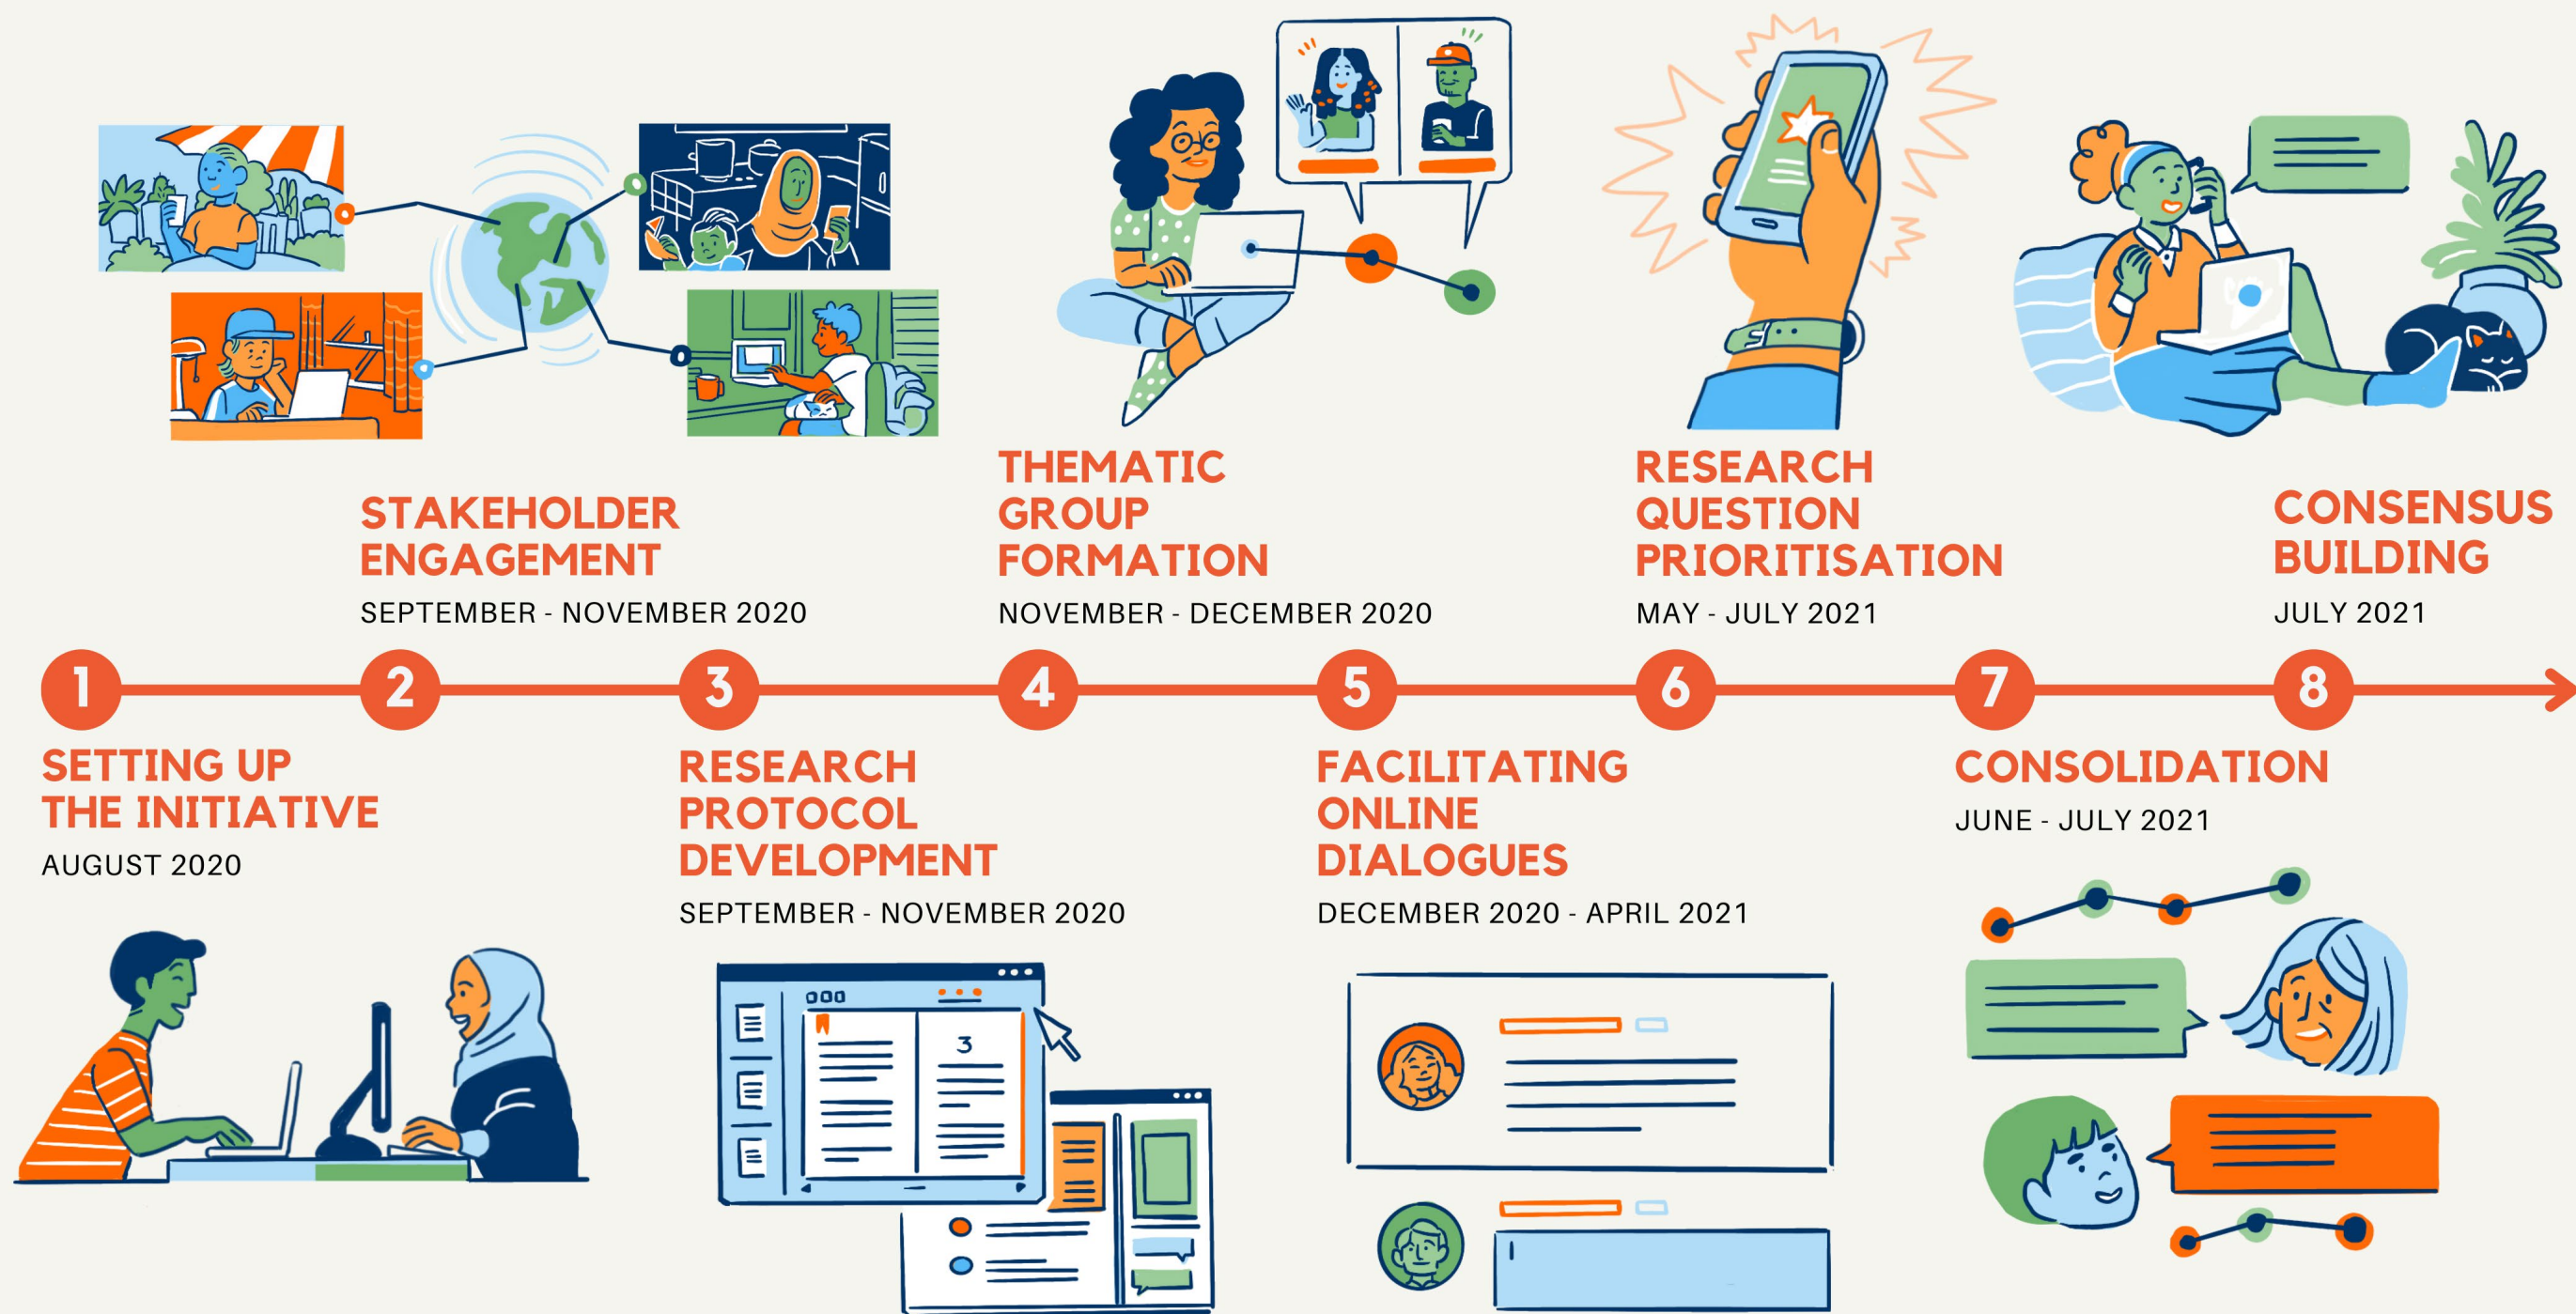 STAKEHOLDER
ENGAGEMENT
SEPTEMBER - NOVEMBER 2020
THEMATIC
GROUP
FORMATION
NOVEMBER - DECEMBER 2020
RESEARCH
QUESTION
PRIORITISATION
MAY - JULY 2021
CONSENSUS
BUILDING
JULY 2021
1 2 3 4 5 6 7 8
SETTING UP
THE INITIATIVE
AUGUST 2020
RESEARCH
PROTOCOL
DEVELOPMENT
SEPTEMBER - NOVEMBER 2020
3
FACILITATING
ONLINE
DIALOGUES
DECEMBER 2020 - APRIL 2021
CONSOLIDATION
JUNE - JULY 2021